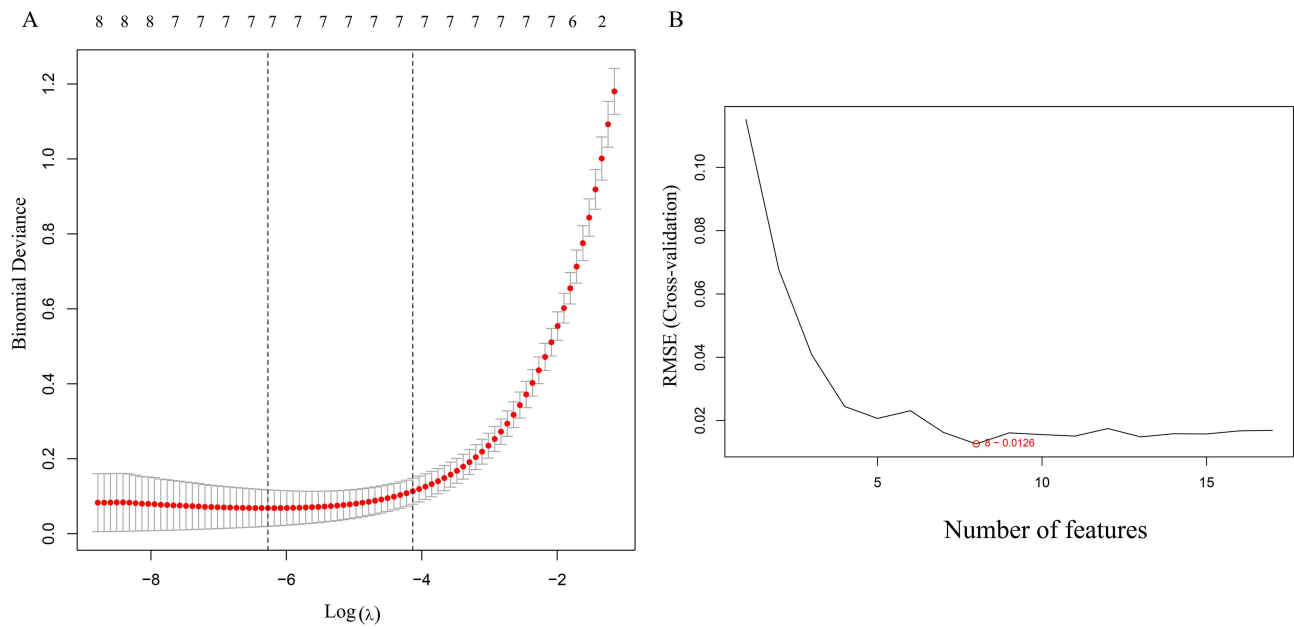 A
8 8 8 7 7 7 7 7 7 7 7 7 7 7 7 7 7 7 7 6 2
Binomial Deviance
1.2
1.0
0.8
0.6
0.4
0.2
0.0
−8 −6 −4 −2
Log(λ)
B
RMSE (Cross-validation)
0.10
0.08
0.06
0.04
0.02
8 − 0.0126
5 10 15
Number of features